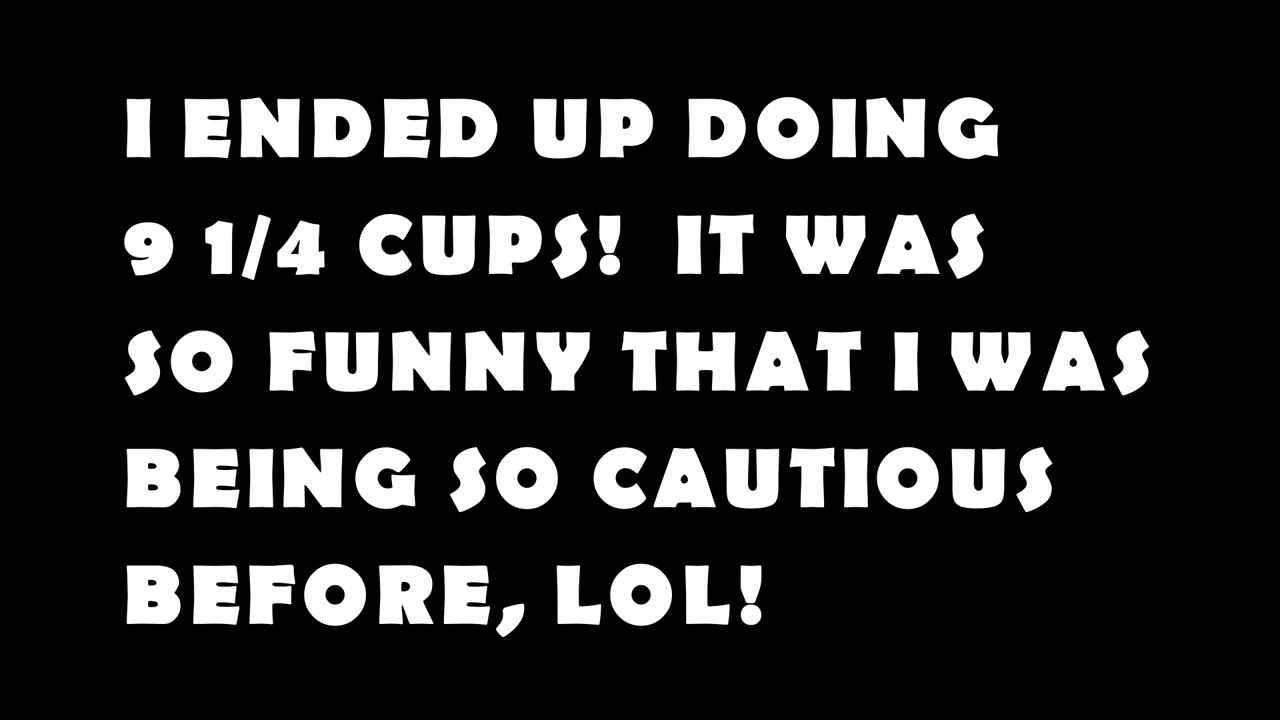 I ENDED UP DOING
9 1/4 CUPS!  IT WAS
SO FUNNY THAT I WAS
BEING SO CAUTIOUS
BEFORE, LOL!